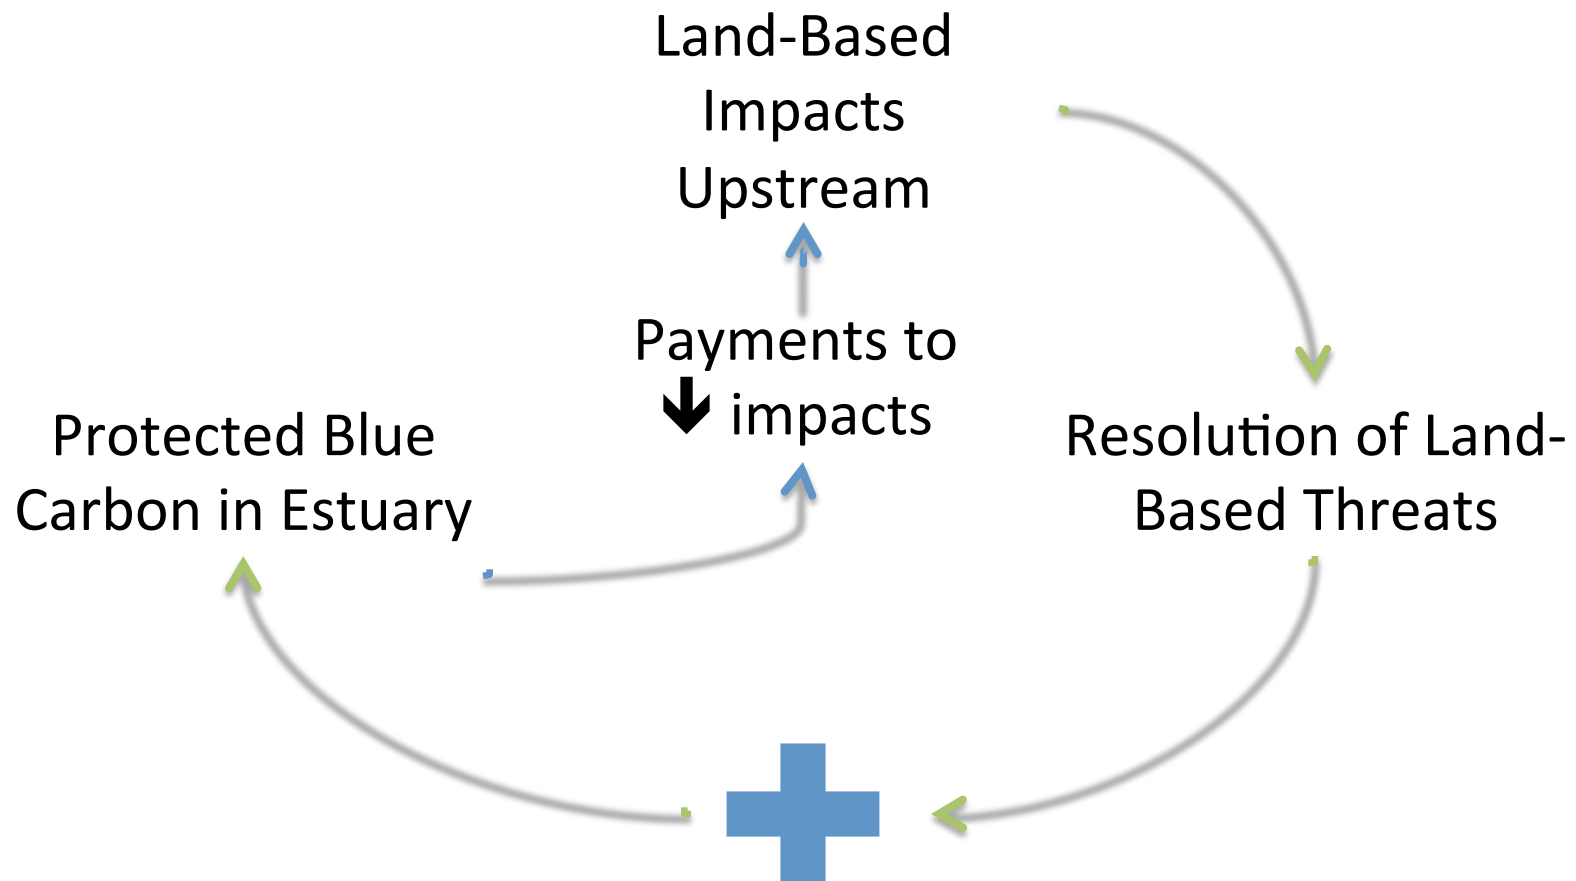 Land-Based
Impacts
Upstream
Payments to
🡫 impacts
Protected Blue
Carbon in Estuary
Resolution of Land-
Based Threats